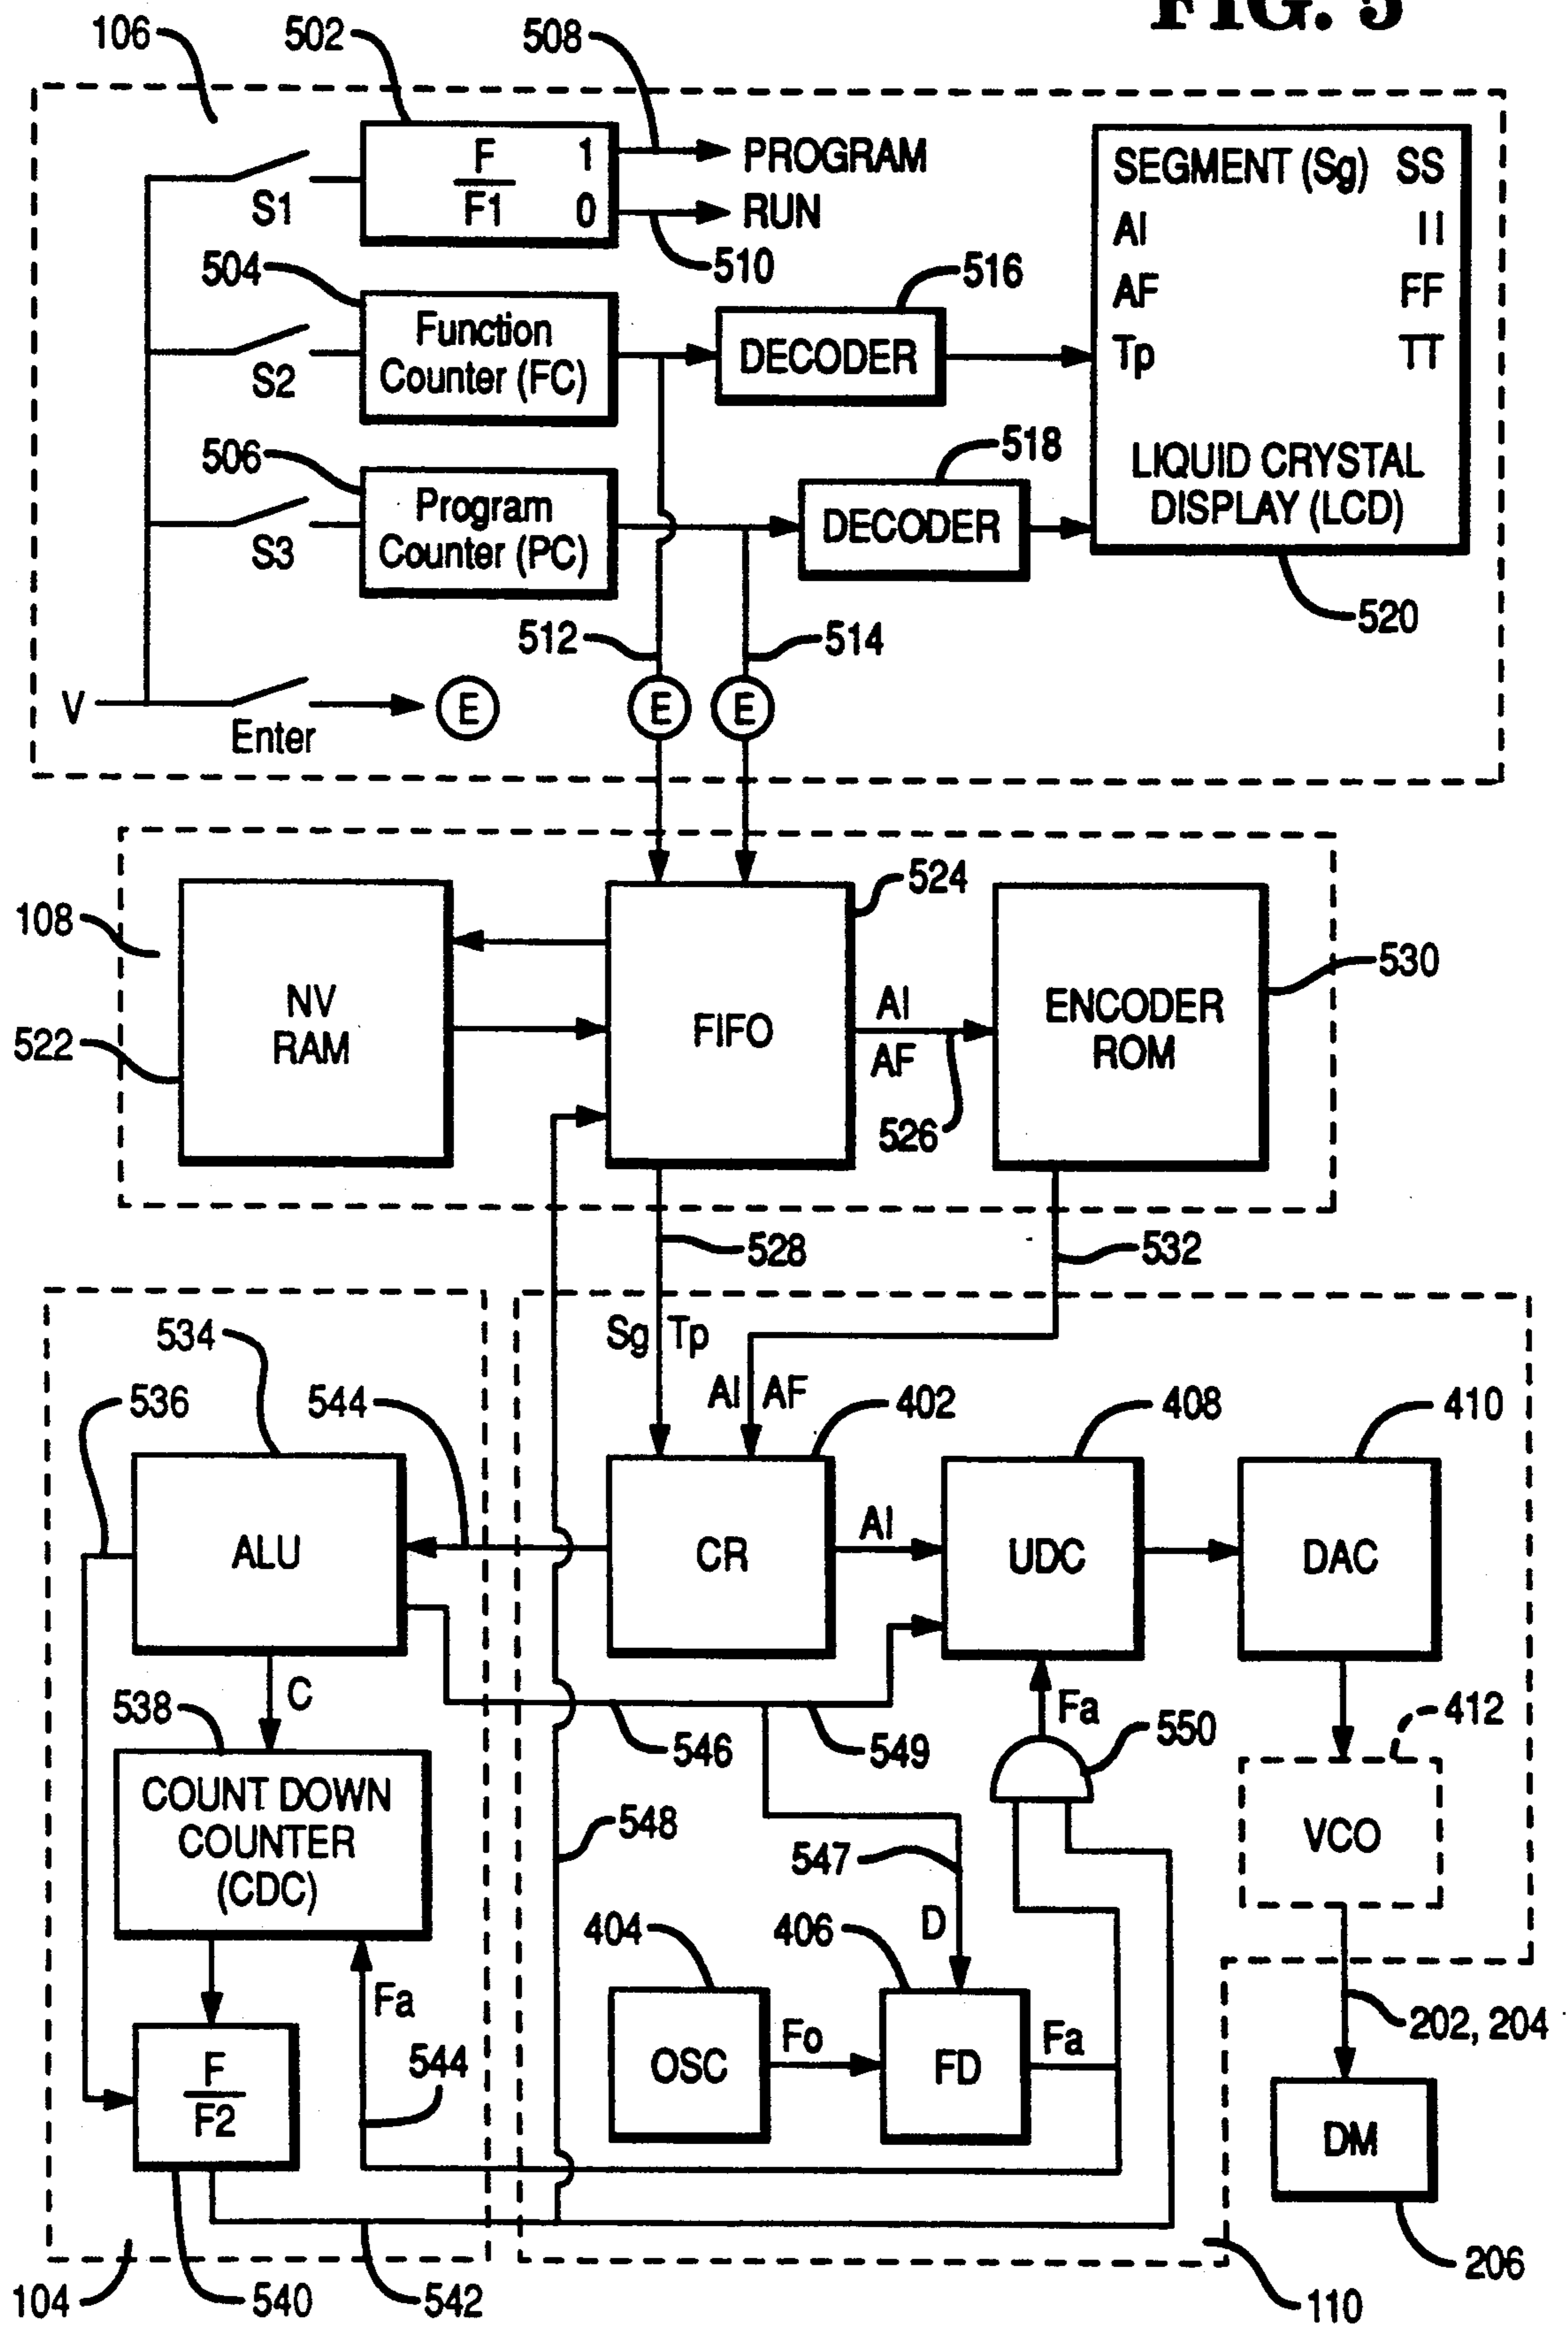 FIG. 5
106
502
508
F
F1
1
0
PROGRAM
RUN
510
S1
SEGMENT (Sg) SS
AI II
AF FF
Tp TT
LIQUID CRYSTAL
DISPLAY (LCD)
504
Function
Counter (FC)
S2
516
DECODER
506
Program
Counter (PC)
S3
518
DECODER
520
512
514
V
Enter
E
E
E
108
NV
RAM
522
FIFO
524
AI
AF
526
ENCODER
ROM
530
528
532
Sg Tp
AI AF
534
536
544
ALU
402
CR
AI
408
UDC
410
DAC
C
538
COUNT DOWN
COUNTER
(CDC)
546
549
Fa
550
412
VCO
548
547
D
404
OSC
Fo
406
FD
Fa
Fa
544
F
F2
202, 204
DM
206
104
540
542
110